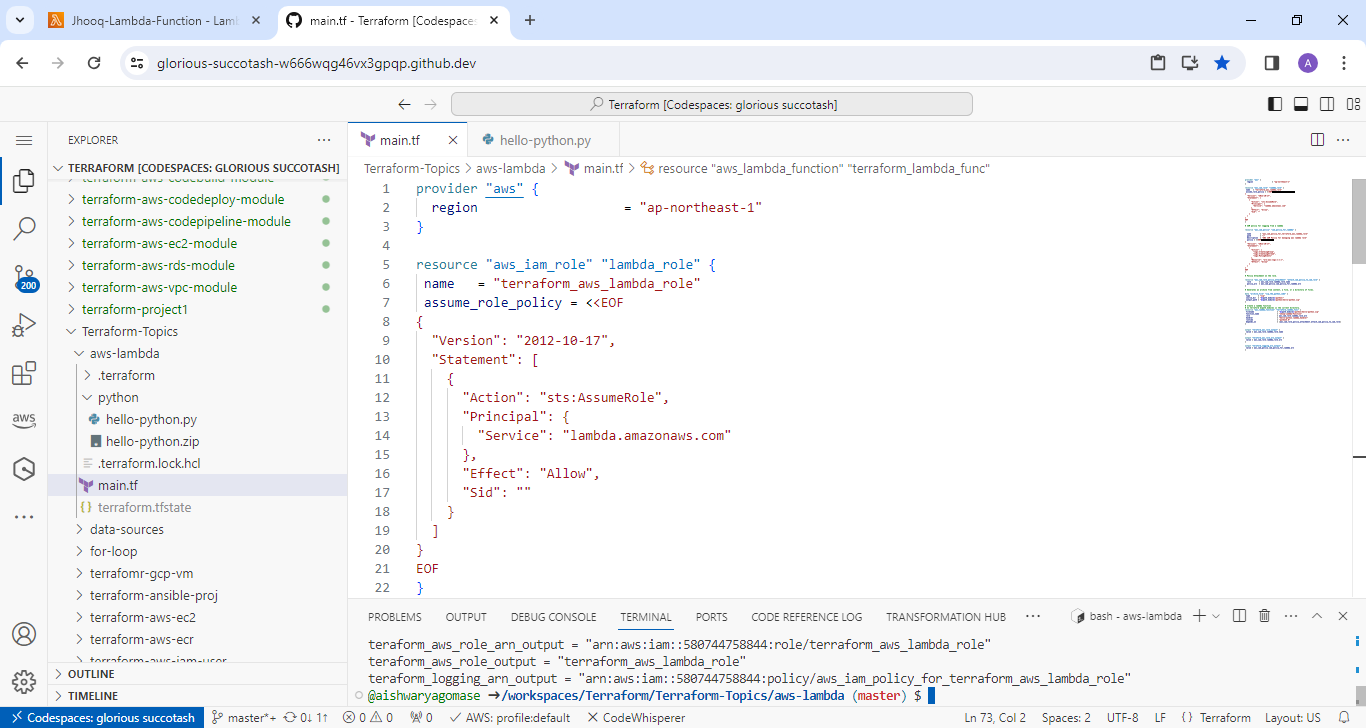 Jhooq-Lambda-Function - Lamb
main.tf - Terraform [Codespaces
glorious-succotash-w666wqg46vx3gpqp.github.dev
A
Terraform [Codespaces: glorious succotash]
EXPLORER
TERRAFORM [CODESPACES: GLORIOUS SUCCOTASH]
terraform-aws-codebuild-module
terraform-aws-codedeploy-module
terraform-aws-codepipeline-module
terraform-aws-ec2-module
terraform-aws-rds-module
terraform-aws-vpc-module
terraform-project1
Terraform-Topics
aws-lambda
.terraform
python
hello-python.py
hello-python.zip
.terraform.lock.hcl
main.tf
terraform.tfstate
data-sources
for-loop
terrafomr-gcp-vm
terraform-ansible-proj
terraform-aws-ec2
terraform-aws-ecr
terraform-aws-iam-user
OUTLINE
TIMELINE
200
aws
main.tf
hello-python.py
Terraform-Topics > aws-lambda > main.tf > resource "aws_lambda_function" "terraform_lambda_func"
1 provider "aws" {
2 region = "ap-northeast-1"
3 }
4
5 resource "aws_iam_role" "lambda_role" {
6 name = "terraform_aws_lambda_role"
7 assume_role_policy = <<EOF
8 {
9 "Version": "2012-10-17",
10 "Statement": [
11 {
12 "Action": "sts:AssumeRole",
13 "Principal": {
14 "Service": "lambda.amazonaws.com"
15 },
16 "Effect": "Allow",
17 "Sid": ""
18 }
19 ]
20 }
21 EOF
22 }
PROBLEMS OUTPUT DEBUG CONSOLE TERMINAL PORTS CODE REFERENCE LOG TRANSFORMATION HUB
bash - aws-lambda
teraform_aws_role_arn_output = "arn:aws:iam::580744758844:role/terraform_aws_lambda_role"
teraform_aws_role_output = "terraform_aws_lambda_role"
teraform_logging_arn_output = "arn:aws:iam::580744758844:policy/aws_iam_policy_for_terraform_aws_lambda_role"
@aishwaryagomase ➜/workspaces/Terraform/Terraform-Topics/aws-lambda (master) $
Codespaces: glorious succotash
master*+
0↓ 1↑
0
0
0
AWS: profile:default
CodeWhisperer
Ln 73, Col 2
Spaces: 2
UTF-8
LF
{ } Terraform
Layout: US